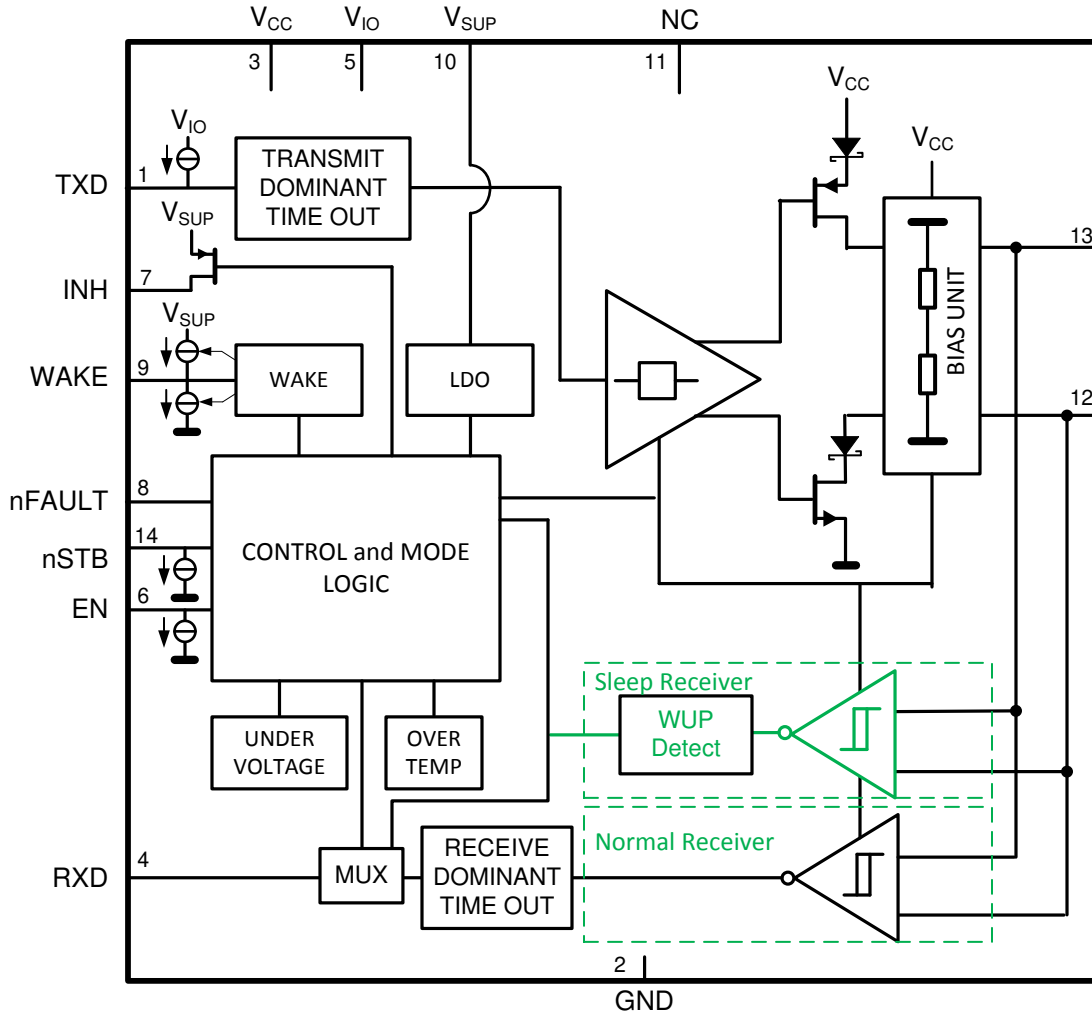 VCC
VIO
VSUP
NC
3
5
10
11
VCC
VIO
VCC
TXD
1
TRANSMIT
DOMINANT
TIME OUT
VSUP
13
INH
7
BIAS UNIT
VSUP
WAKE
9
WAKE
LDO
12
nFAULT
8
nSTB
14
CONTROL and MODE
LOGIC
EN
6
Sleep Receiver
WUP
Detect
UNDER
VOLTAGE
OVER
TEMP
Normal Receiver
RXD
4
MUX
RECEIVE
DOMINANT
TIME OUT
2
GND